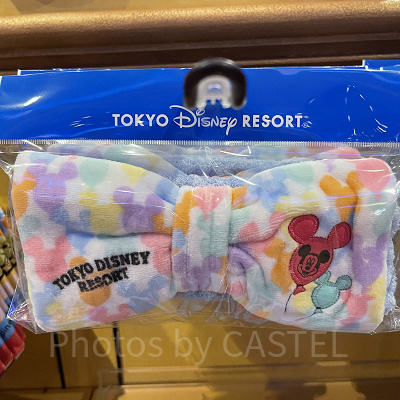 TOKYO Disney RESORT®
TOKYO DISNEY
RESORT
Photos by CASTEL